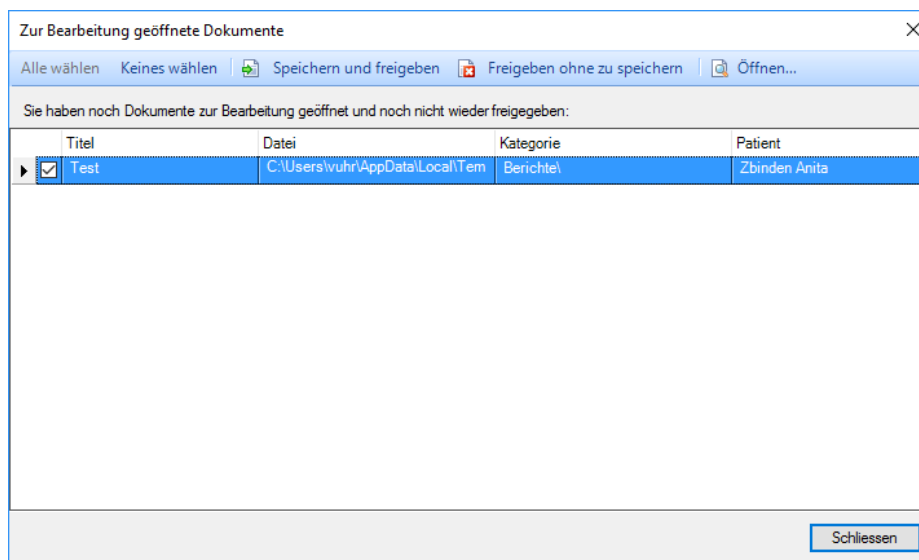 Zur Bearbeitung geöffnete Dokumente
Alle wählen Keines wählen Speichern und freigeben Freigeben ohne zu speichern Öffnen...
Sie haben noch Dokumente zur Bearbeitung geöffnet und noch nicht wieder freigegeben:
Titel Datei Kategorie Patient
Test C:\Users\vuhr\AppData\Local\Tem Berichte\ Zbinden Anita
Schliessen